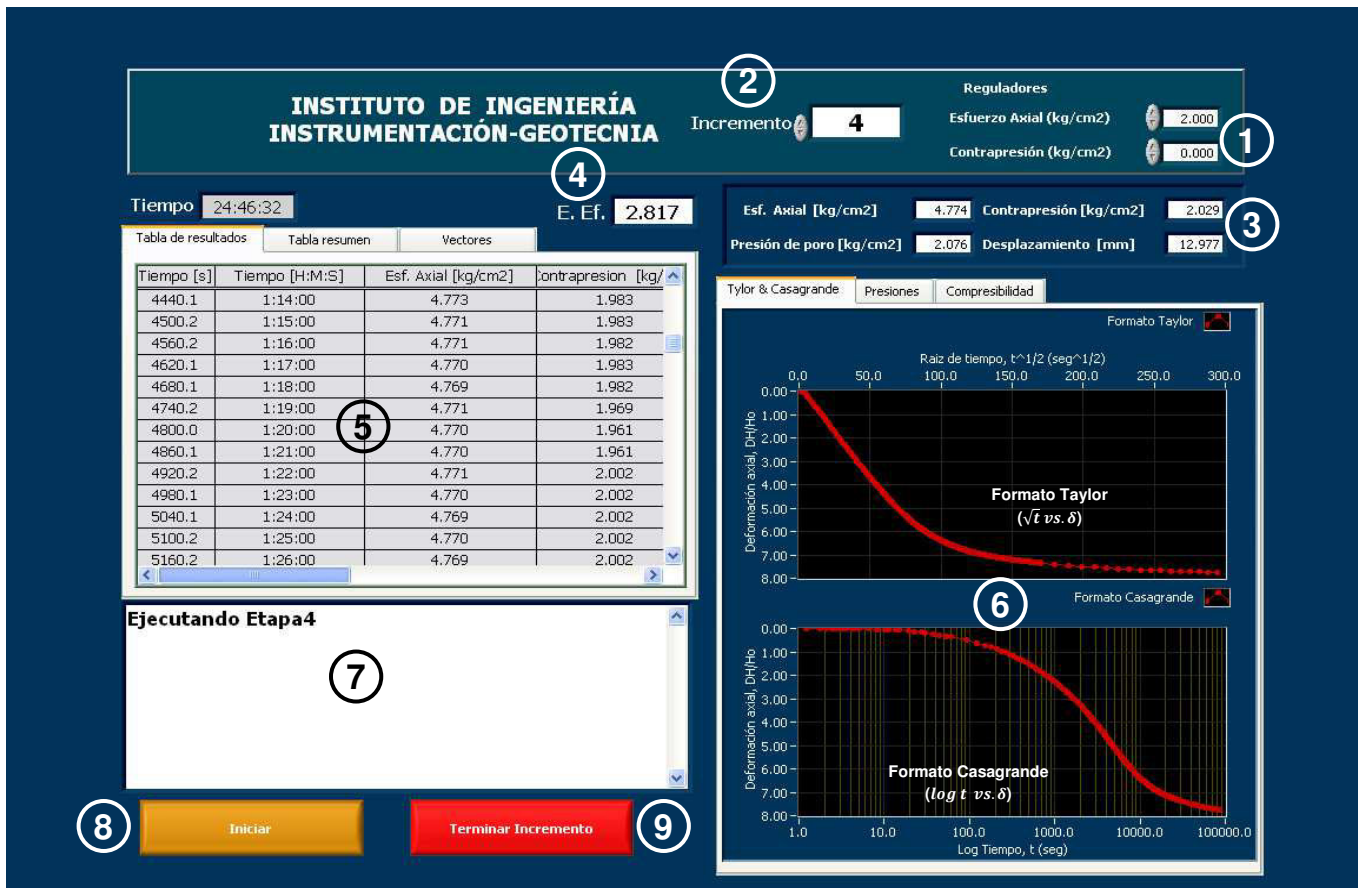 2
Reguladores
INSTITUTO DE INGENIERÍA
INSTRUMENTACIÓN-GEOTECNIA
Incremento 4
Esfuerzo Axial (kg/cm2) 2.000
Contrapresión (kg/cm2) 0.000
1
4
Tiempo 24:46:32
E. Ef. 2.817
Esf. Axial [kg/cm2] 4.774 Contrapresión [kg/cm2] 2.029
Presión de poro [kg/cm2] 2.076 Desplazamiento [mm] 12.977
3
Tabla de resultados Tabla resumen Vectores
Tiempo [s] Tiempo [H:M:S] Esf. Axial [kg/cm2] Contrapresion [kg/
4440.1 1:14:00 4.773 1.983
4500.2 1:15:00 4.771 1.983
4560.2 1:16:00 4.771 1.982
4620.1 1:17:00 4.770 1.983
4680.1 1:18:00 4.769 1.982
4740.2 1:19:00 4.771 1.969
4800.0 1:20:00 4.770 1.961
4860.1 1:21:00 4.770 1.961
4920.2 1:22:00 4.771 2.002
4980.1 1:23:00 4.770 2.002
5040.1 1:24:00 4.769 2.002
5100.2 1:25:00 4.770 2.002
5160.2 1:26:00 4.769 2.002
5
Ejecutando Etapa4
7
8
Iniciar
Terminar Incremento
9
Tylor & Casagrande Presiones Compresibilidad
Formato Taylor
Raiz de tiempo, t^1/2 (seg^1/2)
0.0 50.0 100.0 150.0 200.0 250.0 300.0
Deformación axial, DH/Ho
0.00
1.00
2.00
3.00
4.00
5.00
6.00
7.00
8.00
Formato Taylor
(√t vs. δ)
6
Formato Casagrande
Deformación axial, DH/Ho
0.00
1.00
2.00
3.00
4.00
5.00
6.00
7.00
8.00
Formato Casagrande
(log t vs. δ)
1.0 10.0 100.0 1000.0 10000.0 100000.0
Log Tiempo, t (seg)